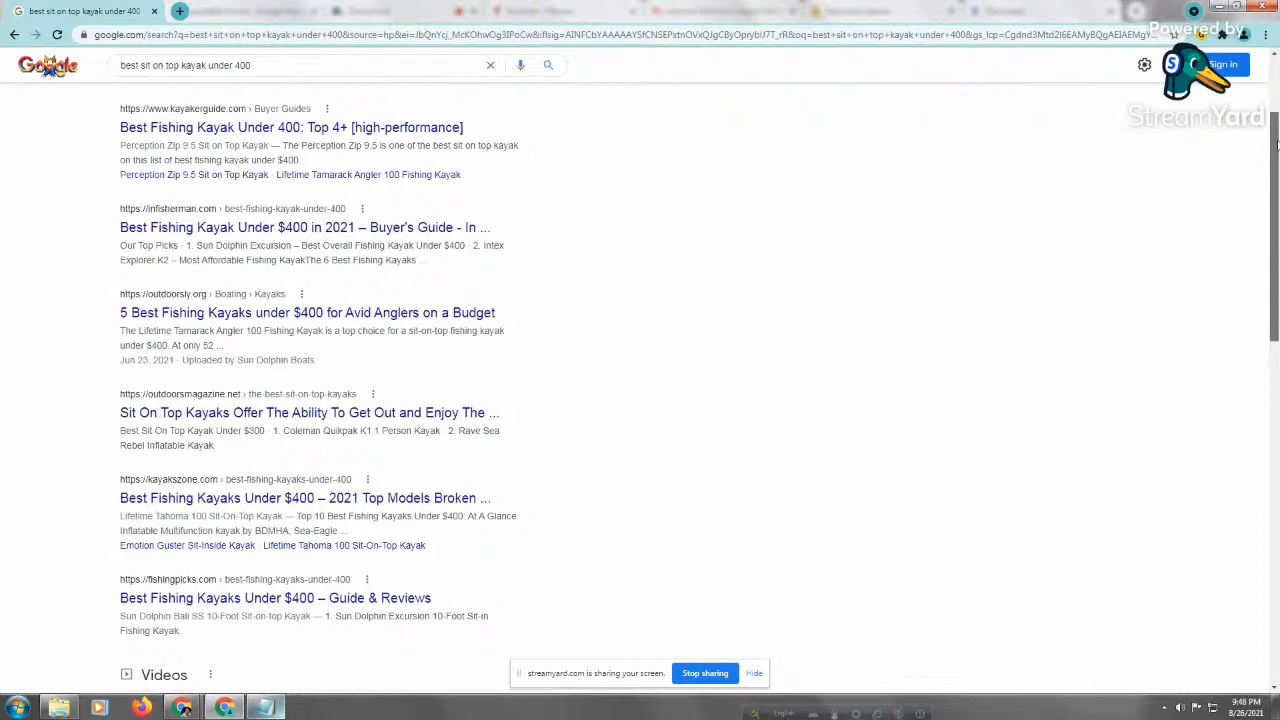 best sit on top kayak under 400
Powered by
google.com/search?q=best+sit+on+top+kayak+under+400&source=hp&ei=
best sit on top kayak under 400
Sign in
StreamYard
https://www.kayakerguide.com › Buyer Guides
Best Fishing Kayak Under 400: Top 4+ [high-performance]
Perception Zip 9.5 Sit on Top Kayak — The Perception Zip 9.5 is one of the best sit on top kayak
on this list of best fishing kayak under $400.
Perception Zip 9.5 Sit on Top Kayak · Lifetime Tamarack Angler 100 Fishing Kayak
https://infisherman.com › best-fishing-kayak-under-400
Best Fishing Kayak Under $400 in 2021 – Buyer's Guide - In ...
Our Top Picks · 1. Sun Dolphin Excursion – Best Overall Fishing Kayak Under $400 · 2. Intex
Explorer K2 – Most Affordable Fishing KayakThe 6 Best Fishing Kayaks ...
https://outdoorsly.org › Boating › Kayaks
5 Best Fishing Kayaks under $400 for Avid Anglers on a Budget
The Lifetime Tamarack Angler 100 Fishing Kayak is a top choice for a sit-on-top fishing kayak
under $400. At only 52 ...
Jun 23, 2021 · Uploaded by Sun Dolphin Boats
https://outdoorsmagazine.net › the-best-sit-on-top-kayaks
Sit On Top Kayaks Offer The Ability To Get Out and Enjoy The ...
Best Sit On Top Kayak Under $300 · 1. Coleman Quikpak K1 1 Person Kayak · 2. Rave Sea
Rebel Inflatable Kayak.
https://kayakszone.com › best-fishing-kayaks-under-400
Best Fishing Kayaks Under $400 – 2021 Top Models Broken ...
Lifetime Tahoma 100 Sit-On-Top Kayak — Top 10 Best Fishing Kayaks Under $400: At A Glance.
Inflatable Multifunction kayak by BDMHA; Sea-Eagle ...
Emotion Guster Sit-Inside Kayak · Lifetime Tahoma 100 Sit-On-Top Kayak
https://fishingpicks.com › best-fishing-kayaks-under-400
Best Fishing Kayaks Under $400 – Guide & Reviews
Sun Dolphin Bali SS 10-Foot Sit-on-top Kayak — 1. Sun Dolphin Excursion 10-Foot Sit-in
Fishing Kayak.
Videos
streamyard.com is sharing your screen.
Stop sharing
Hide
English
9:48 PM
8/26/2021